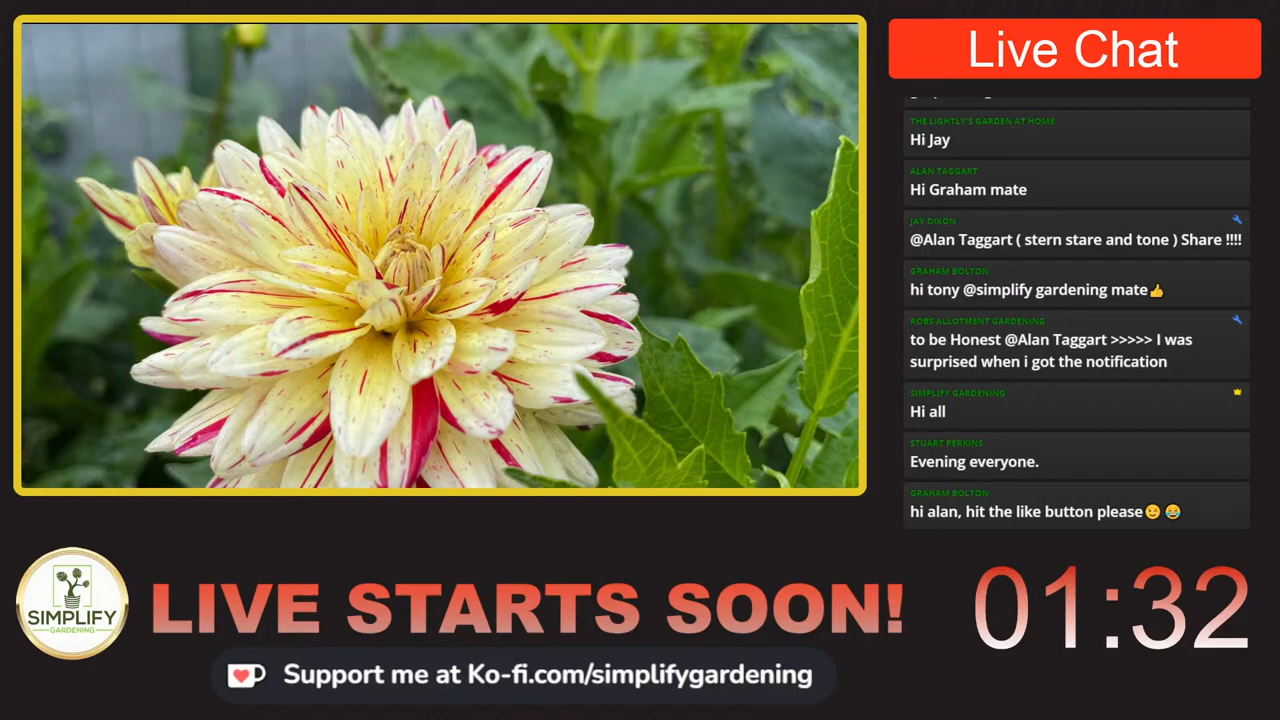 Live Chat
THE LIGHTLY'S GARDEN AT HOME
Hi Jay
ALAN TAGGART
Hi Graham mate
JAY DIXON
@Alan Taggart ( stern stare and tone ) Share !!!!
GRAHAM BOLTON
hi tony @simplify gardening mate👍
ROBS ALLOTMENT GARDENING
to be Honest @Alan Taggart >>>>> I was
surprised when i got the notification
SIMPLIFY GARDENING
Hi all
STUART PERKINS
Evening everyone.
GRAHAM BOLTON
hi alan, hit the like button please😉 😂
SIMPLIFY
GARDENING
LIVE STARTS SOON!
01:32
Support me at Ko-fi.com/simplifygardening